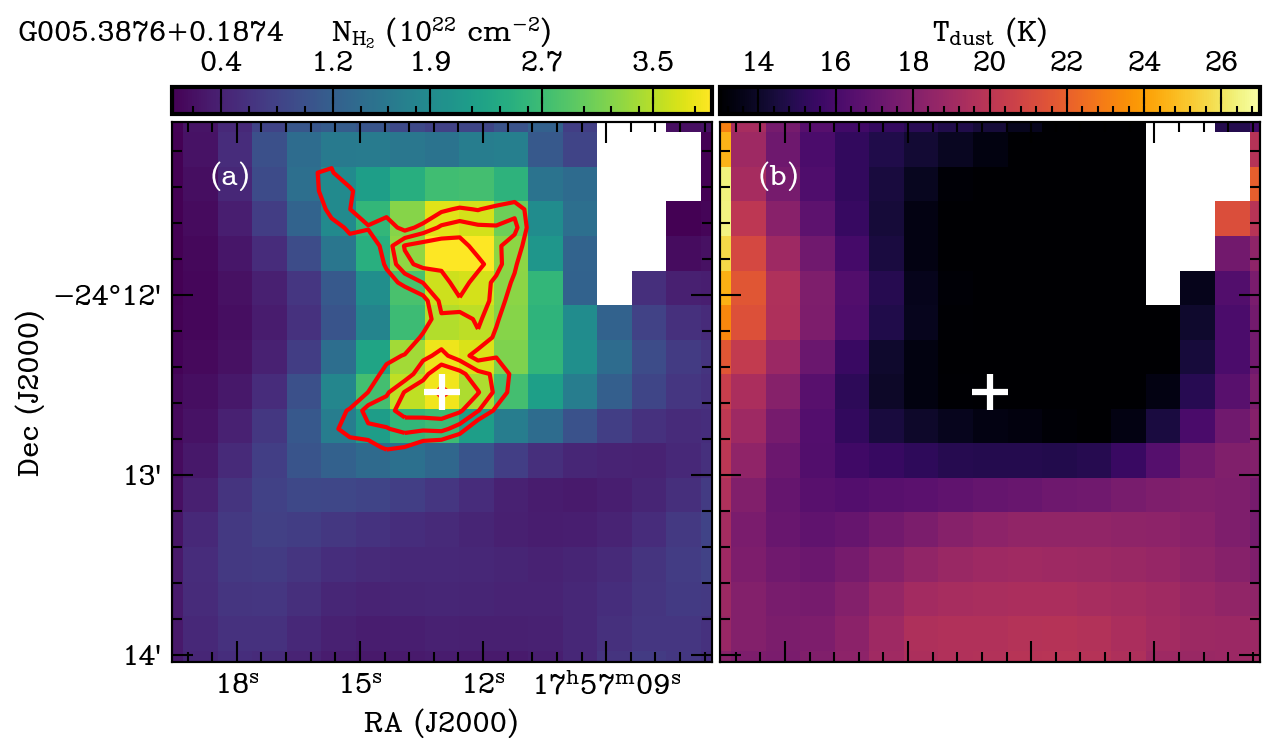 G005.3876+0.1874 N_H₂ (10²² cm⁻²) T_dust (K)
0.4 1.2 1.9 2.7 3.5 14 16 18 20 22 24 26
(a) (b)
−24°12'
13'
14'
Dec (J2000)
18ˢ 15ˢ 12ˢ 17ʰ57ᵐ09ˢ
RA (J2000)